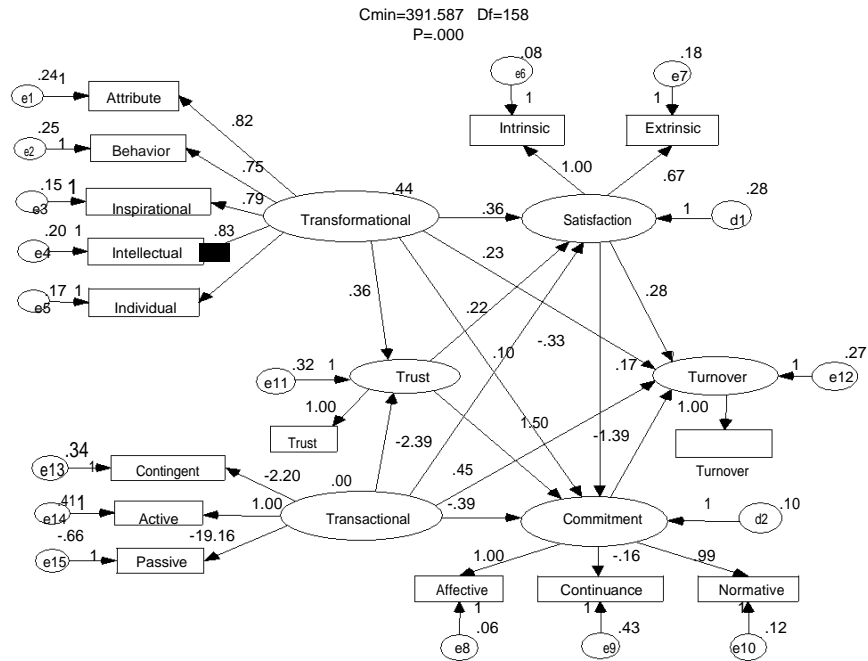 Cmin=391.587 Df=158
P=.000
.24 1
e1
Attribute
.82
.25
1
e2
Behavior
.75
.15 1
e3
Inspirational
.79
.20 1
e4
Intellectual
.83
.17 1
e5
Individual
.44
Transformational
.08
e6
1
Intrinsic
1.00
.18
e7
1
Extrinsic
.67
.36
Satisfaction
.28
1
d1
.23
.28
.36
.22
.10
-.33
.17
.32
e11
1
Trust
1.00
Trust
.27
1
e12
Turnover
1.00
Turnover
-2.39
1.50
-1.39
.45
.34
e13
1
Contingent
-2.20
.00
.411
e14
Active
1.00
Transactional
-.39
-.66
e15
1
Passive
-19.16
Commitment
1
.10
d2
1.00
-.16
.99
Affective
Continuance
Normative
1
.06
e8
1
.43
e9
1
.12
e10